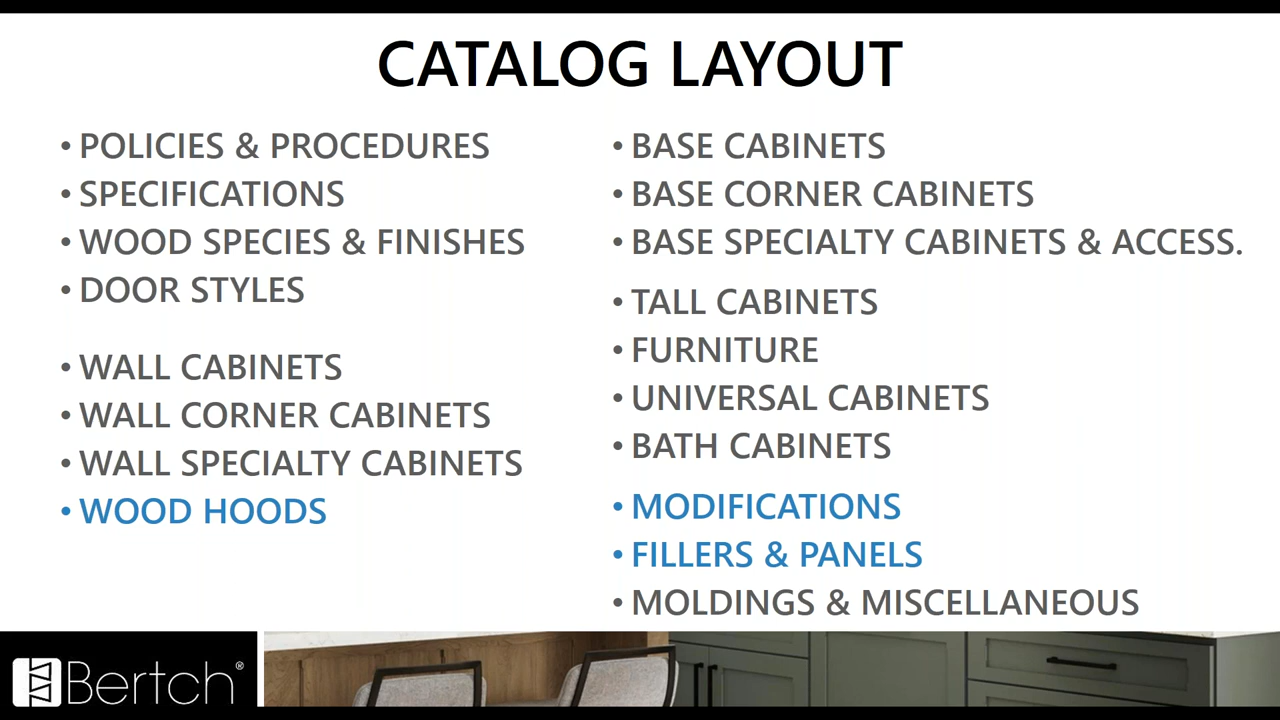 CATALOG LAYOUT
• POLICIES & PROCEDURES
• SPECIFICATIONS
• WOOD SPECIES & FINISHES
• DOOR STYLES
• WALL CABINETS
• WALL CORNER CABINETS
• WALL SPECIALTY CABINETS
• WOOD HOODS
• BASE CABINETS
• BASE CORNER CABINETS
• BASE SPECIALTY CABINETS & ACCESS.
• TALL CABINETS
• FURNITURE
• UNIVERSAL CABINETS
• BATH CABINETS
• MODIFICATIONS
• FILLERS & PANELS
• MOLDINGS & MISCELLANEOUS
Bertch®